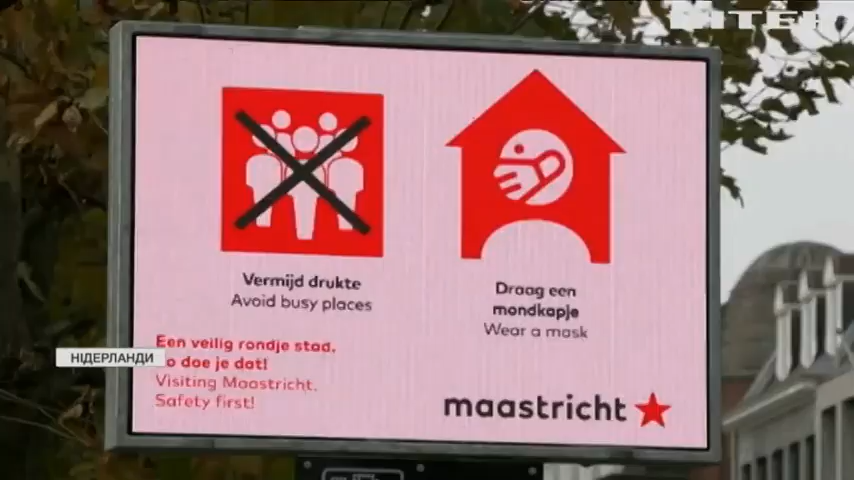 ІНТЕР
Vermijd drukte
Avoid busy places
Draag een
mondkapje
Wear a mask
Een veilig rondje stad,
o doe je dat!
Visiting Maastricht.
Safety first!
НІДЕРЛАНДИ
maastricht